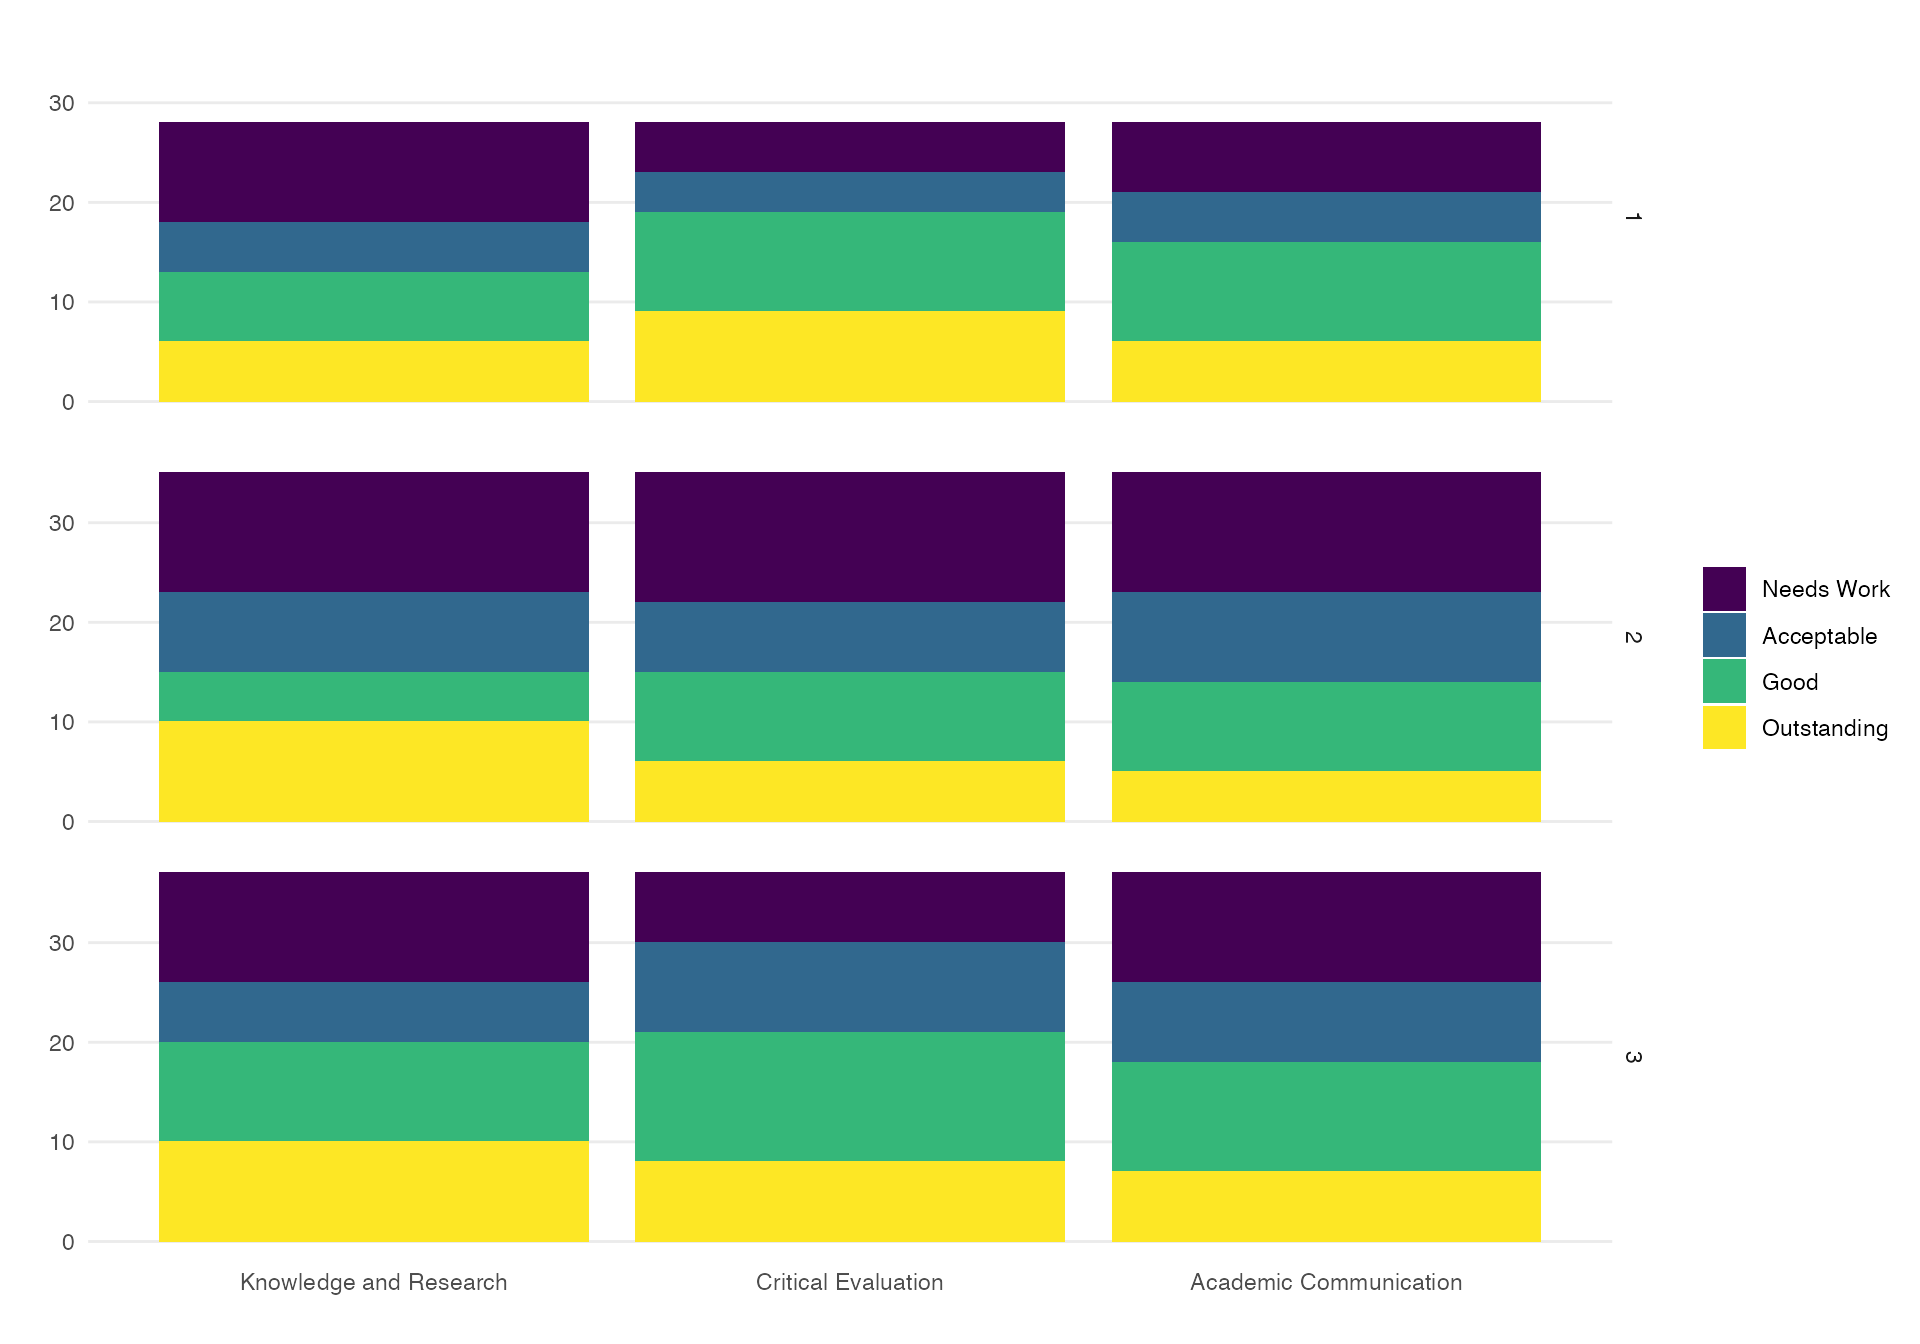 30
20
10
0
1
30
20
10
0
2
30
20
10
0
3
Knowledge and Research
Critical Evaluation
Academic Communication
Needs Work
Acceptable
Good
Outstanding